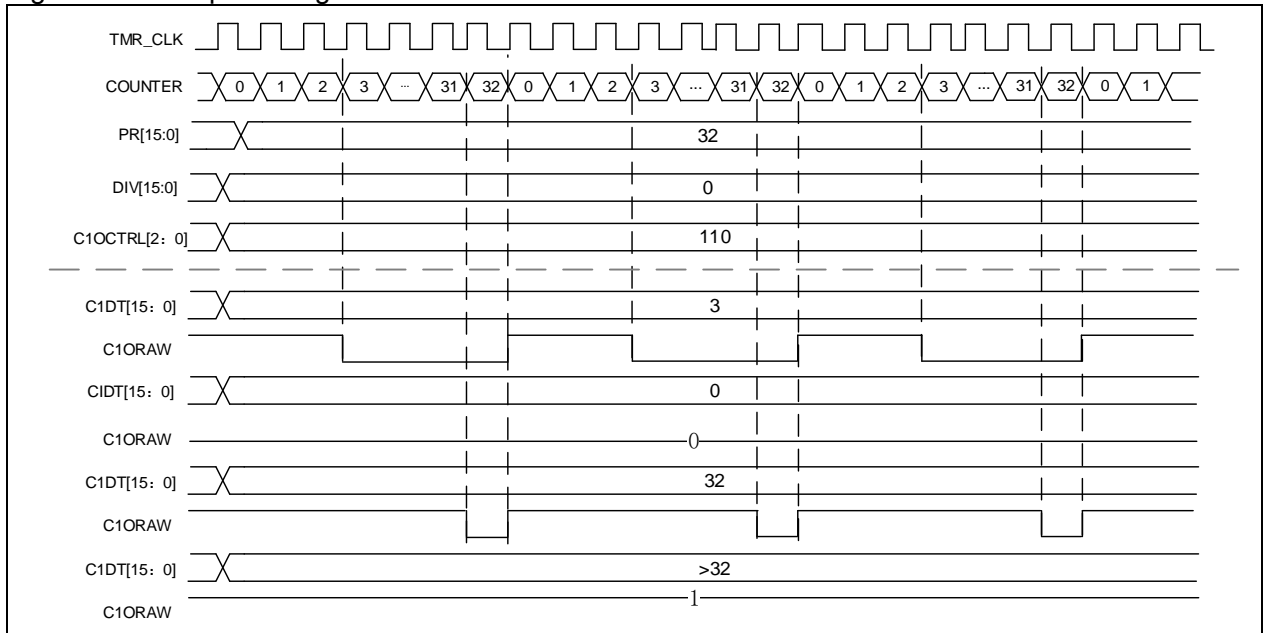 TMR_CLK
COUNTER 0 1 2 3 ... 31 32 0 1 2 3 ... 31 32 0 1 2 3 ... 31 32 0 1
PR[15:0] 32
DIV[15:0] 0
C1OCTRL[2：0] 110
C1DT[15：0] 3
C1ORAW
CIDT[15：0] 0
C1ORAW 0
C1DT[15：0] 32
C1ORAW
C1DT[15：0] >32
C1ORAW 1